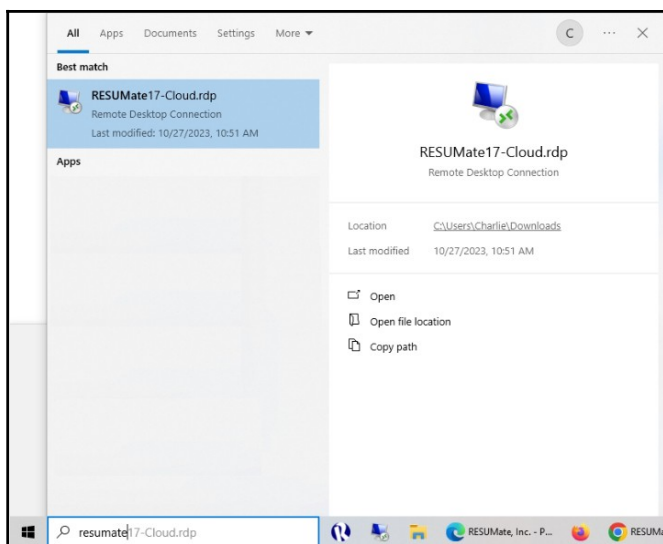 All Apps Documents Settings More C ... 
Best match
RESUMate17-Cloud.rdp
Remote Desktop Connection
Last modified: 10/27/2023, 10:51 AM
Apps
RESUMate17-Cloud.rdp
Remote Desktop Connection
Location C:\Users\Charlie\Downloads
Last modified 10/27/2023, 10:51 AM
Open
Open file location
Copy path
resumate17-Cloud.rdp
RESUMate, Inc. - P...
RESUMa